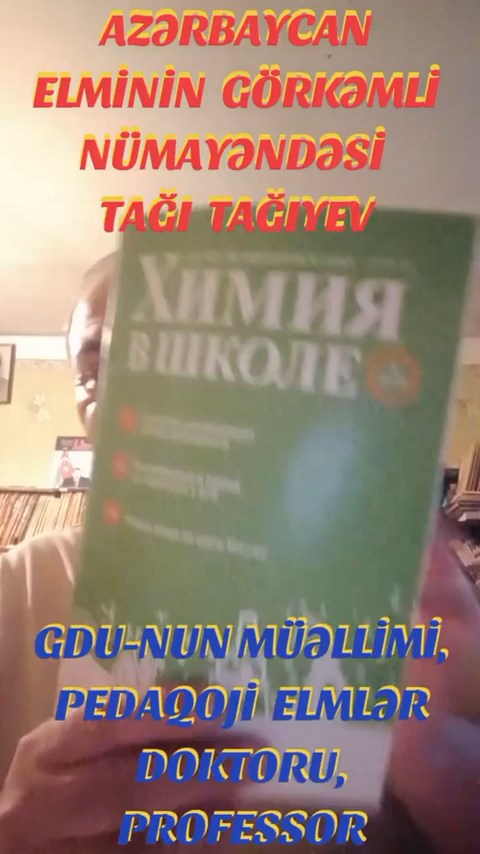 AZƏRBAYCAN
ELMİNİN GÖRKƏMLİ
NÜMAYƏNDƏSİ
TAĞI TAĞIYEV
ХИМИЯ
В ШКОЛЕ
GDU-NUN MÜƏLLİMİ,
PEDAQOJİ ELMLƏR
DOKTORU,
PROFESSOR